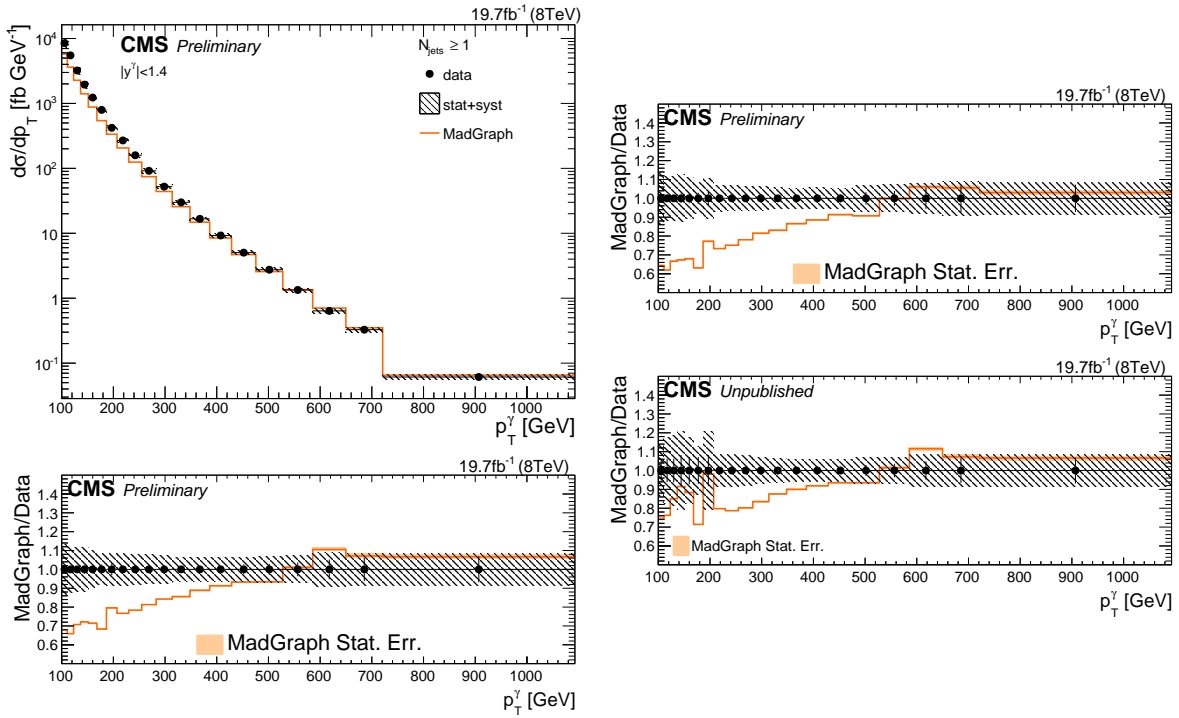 19.7fb⁻¹ (8TeV)
CMS Preliminary
|y^γ|<1.4
N_jets ≥ 1
data
stat+syst
MadGraph
dσ/dp_T [fb GeV⁻¹]
10⁴
10³
10²
10
1
10⁻¹
100 200 300 400 500 600 700 800 900 1000
p_T^γ [GeV]
19.7fb⁻¹ (8TeV)
CMS Preliminary
MadGraph/Data
1.4
1.3
1.2
1.1
1.0
0.9
0.8
0.7
0.6
MadGraph Stat. Err.
100 200 300 400 500 600 700 800 900 1000
p_T^γ [GeV]
19.7fb⁻¹ (8TeV)
CMS Preliminary
MadGraph/Data
1.4
1.3
1.2
1.1
1.0
0.9
0.8
0.7
0.6
MadGraph Stat. Err.
100 200 300 400 500 600 700 800 900 1000
p_T^γ [GeV]
19.7fb⁻¹ (8TeV)
CMS Unpublished
MadGraph/Data
1.4
1.3
1.2
1.1
1.0
0.9
0.8
0.7
0.6
MadGraph Stat. Err.
100 200 300 400 500 600 700 800 900 1000
p_T^γ [GeV]